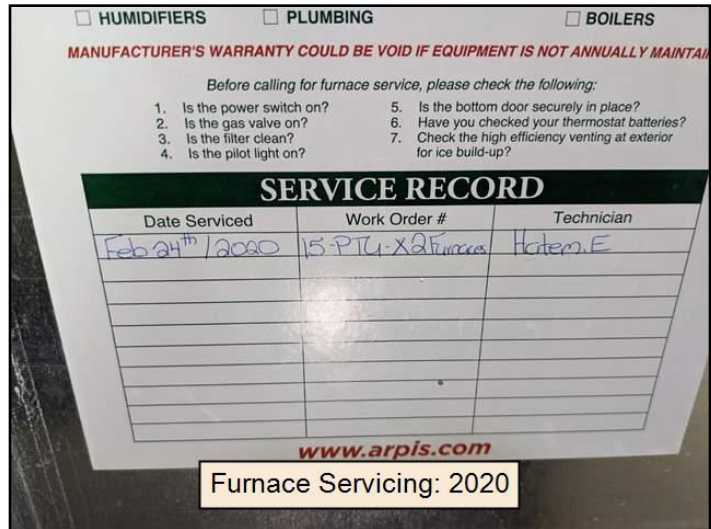 HUMIDIFIERS PLUMBING BOILERS
MANUFACTURER'S WARRANTY COULD BE VOID IF EQUIPMENT IS NOT ANNUALLY
Before calling for furnace service, please check the following:
1. Is the power switch on?
2. Is the gas valve on?
3. Is the filter clean?
4. Is the pilot light on?
5. Is the bottom door securely in place?
6. Have you checked your thermostat batteries?
7. Check the high efficiency venting at exterior
for ice build-up?
SERVICE RECORD
Date Serviced Work Order # Technician
Feb 24th / 2020 15-PTU-X2 Furnaces Hatem.E
www.arpis.com
Furnace Servicing: 2020